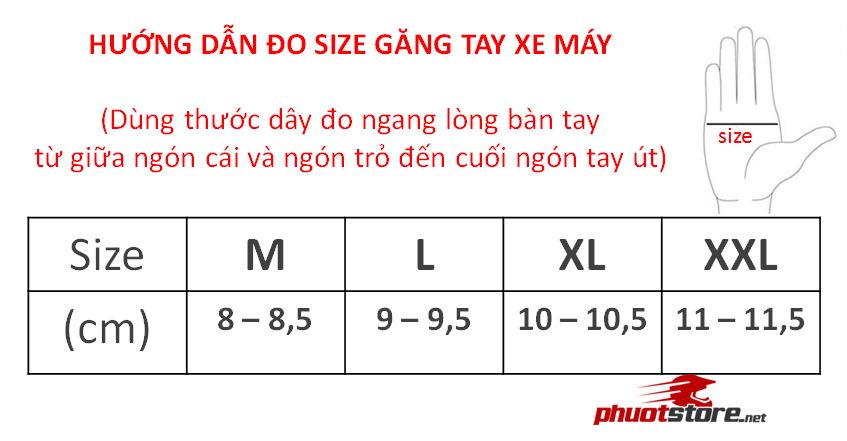 HƯỚNG DẪN ĐO SIZE GĂNG TAY XE MÁY
(Dùng thước dây đo ngang lòng bàn tay
từ giữa ngón cái và ngón trỏ đến cuối ngón tay út)
size
Size M L XL XXL
(cm) 8 – 8,5 9 – 9,5 10 – 10,5 11 – 11,5
phuotstore.net